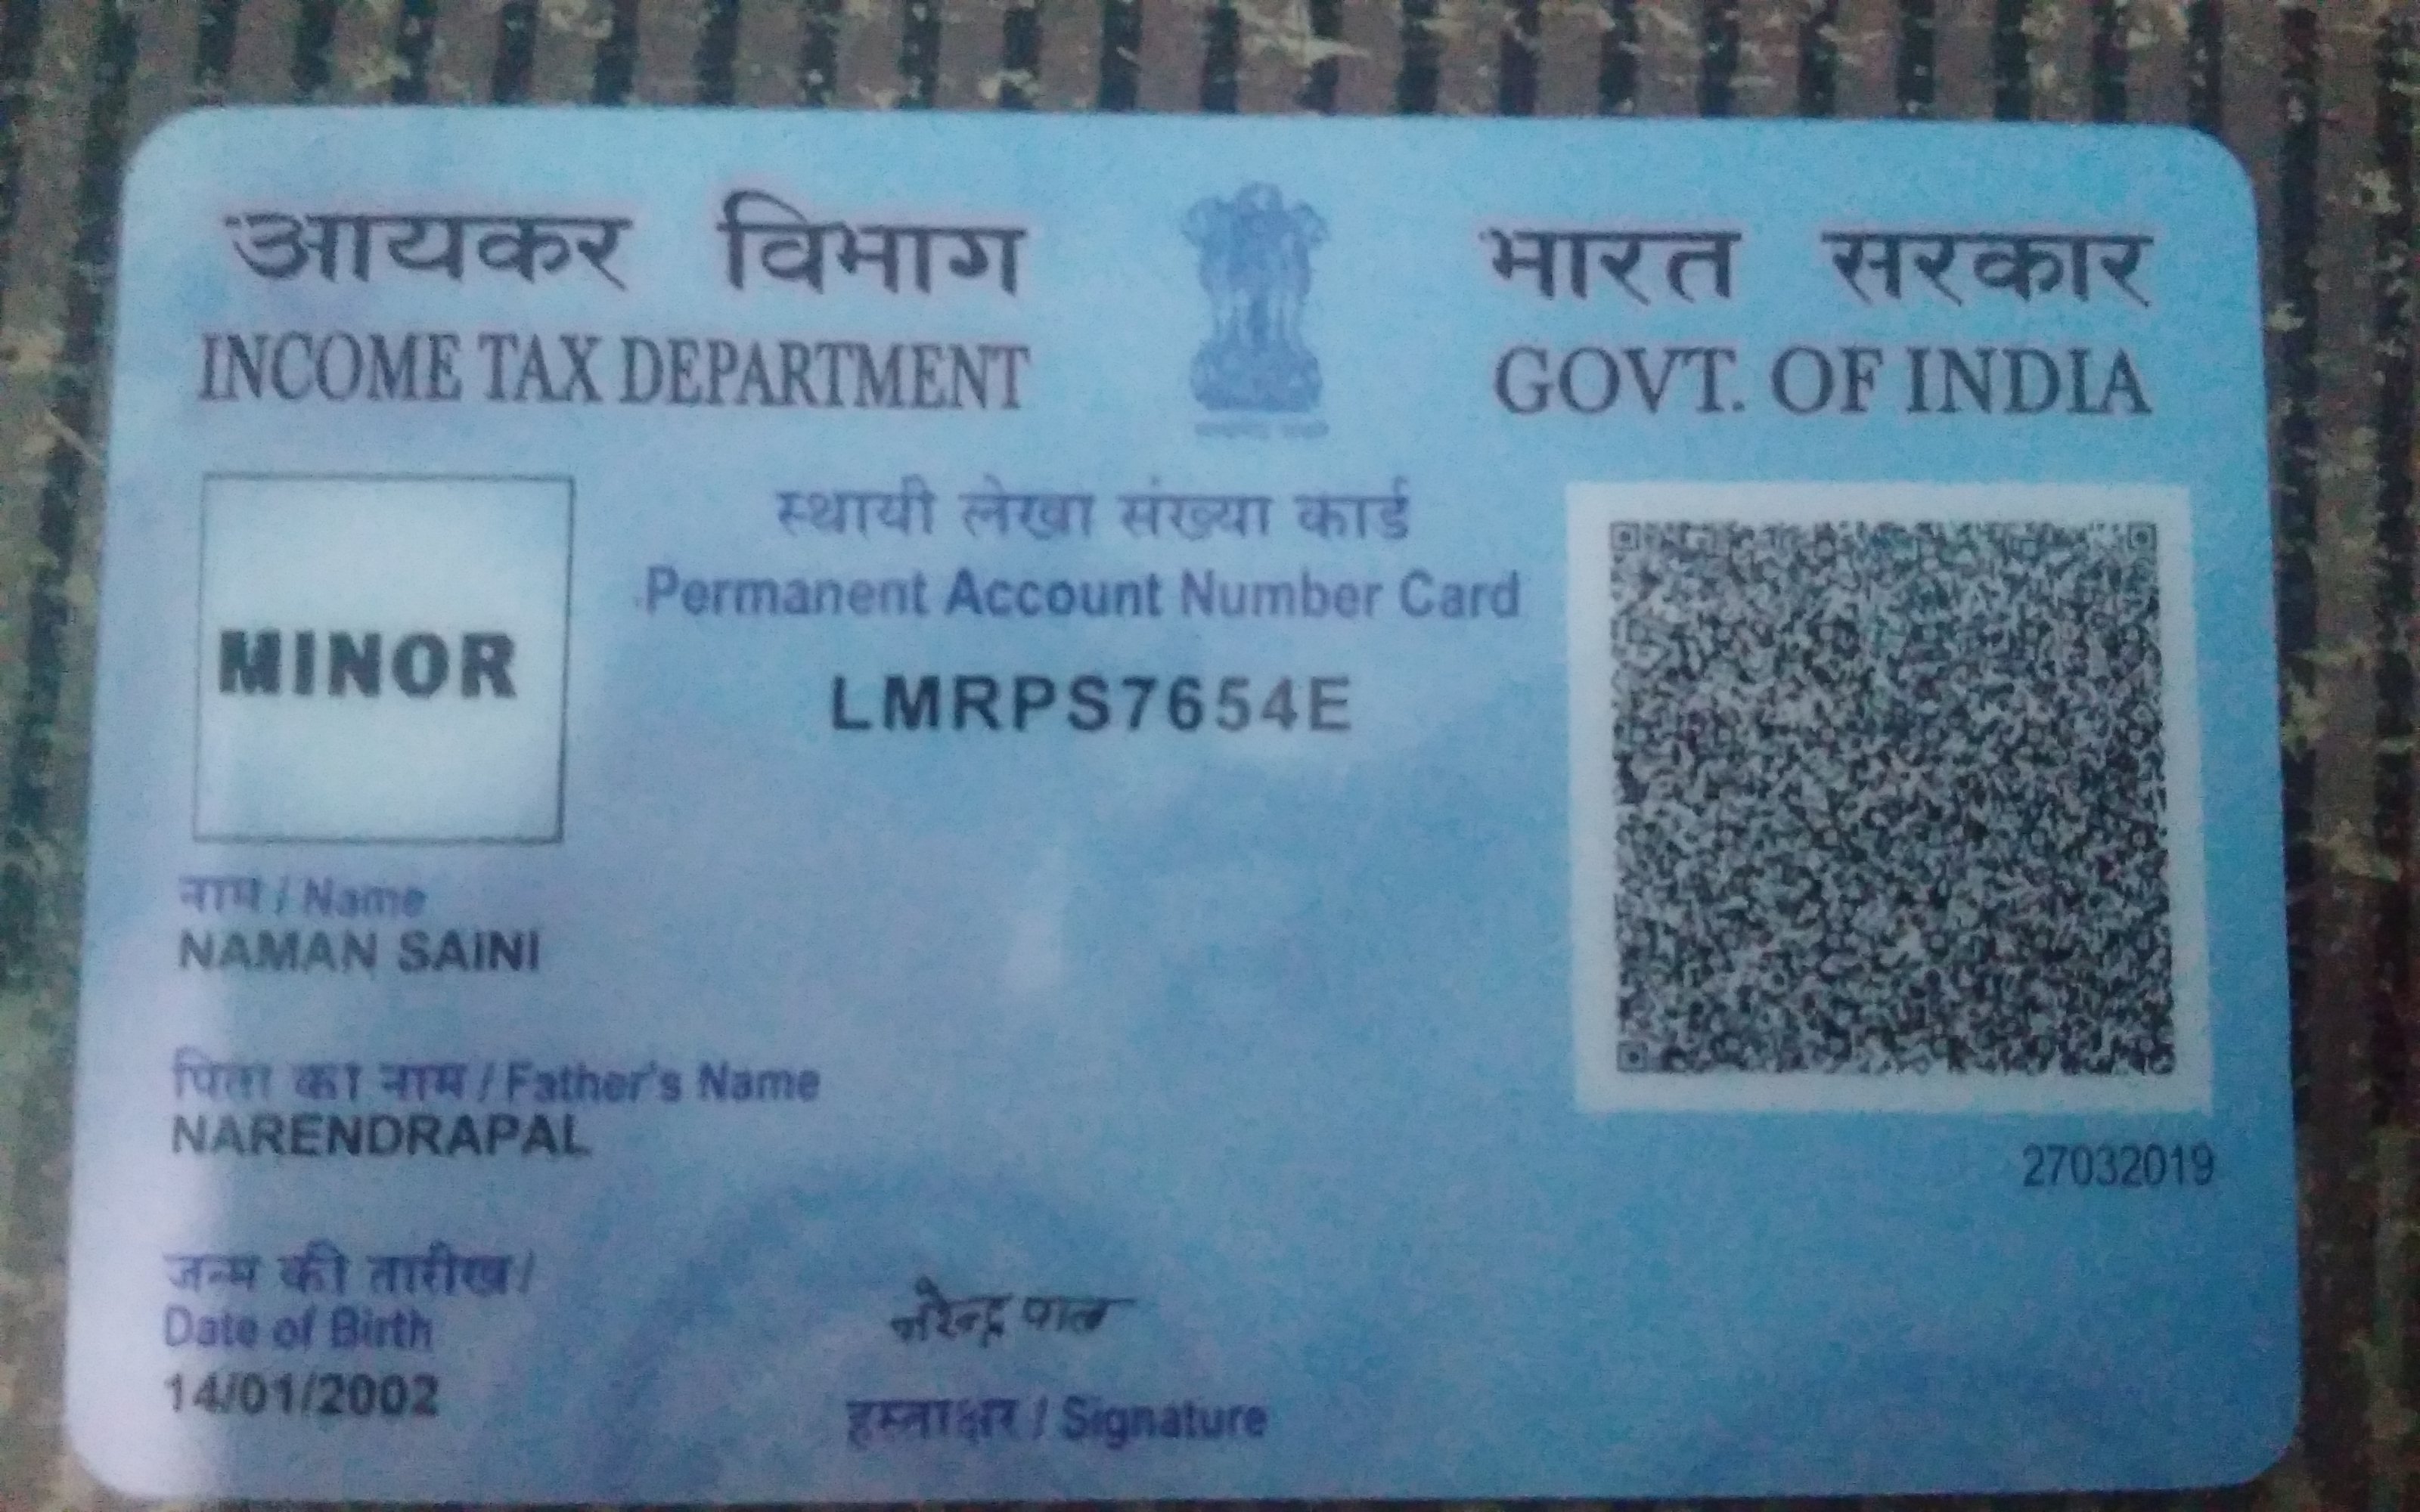 आयकर विभाग
INCOME TAX DEPARTMENT
भारत सरकार
GOVT. OF INDIA
स्थायी लेखा संख्या कार्ड
Permanent Account Number Card
LMRPS7654E
MINOR
नाम / Name
NAMAN SAINI
पिता का नाम / Father's Name
NARENDRAPAL
जन्म की तारीख /
Date of Birth
14/01/2002
नरेन्द्र पाल
हस्ताक्षर / Signature
27032019